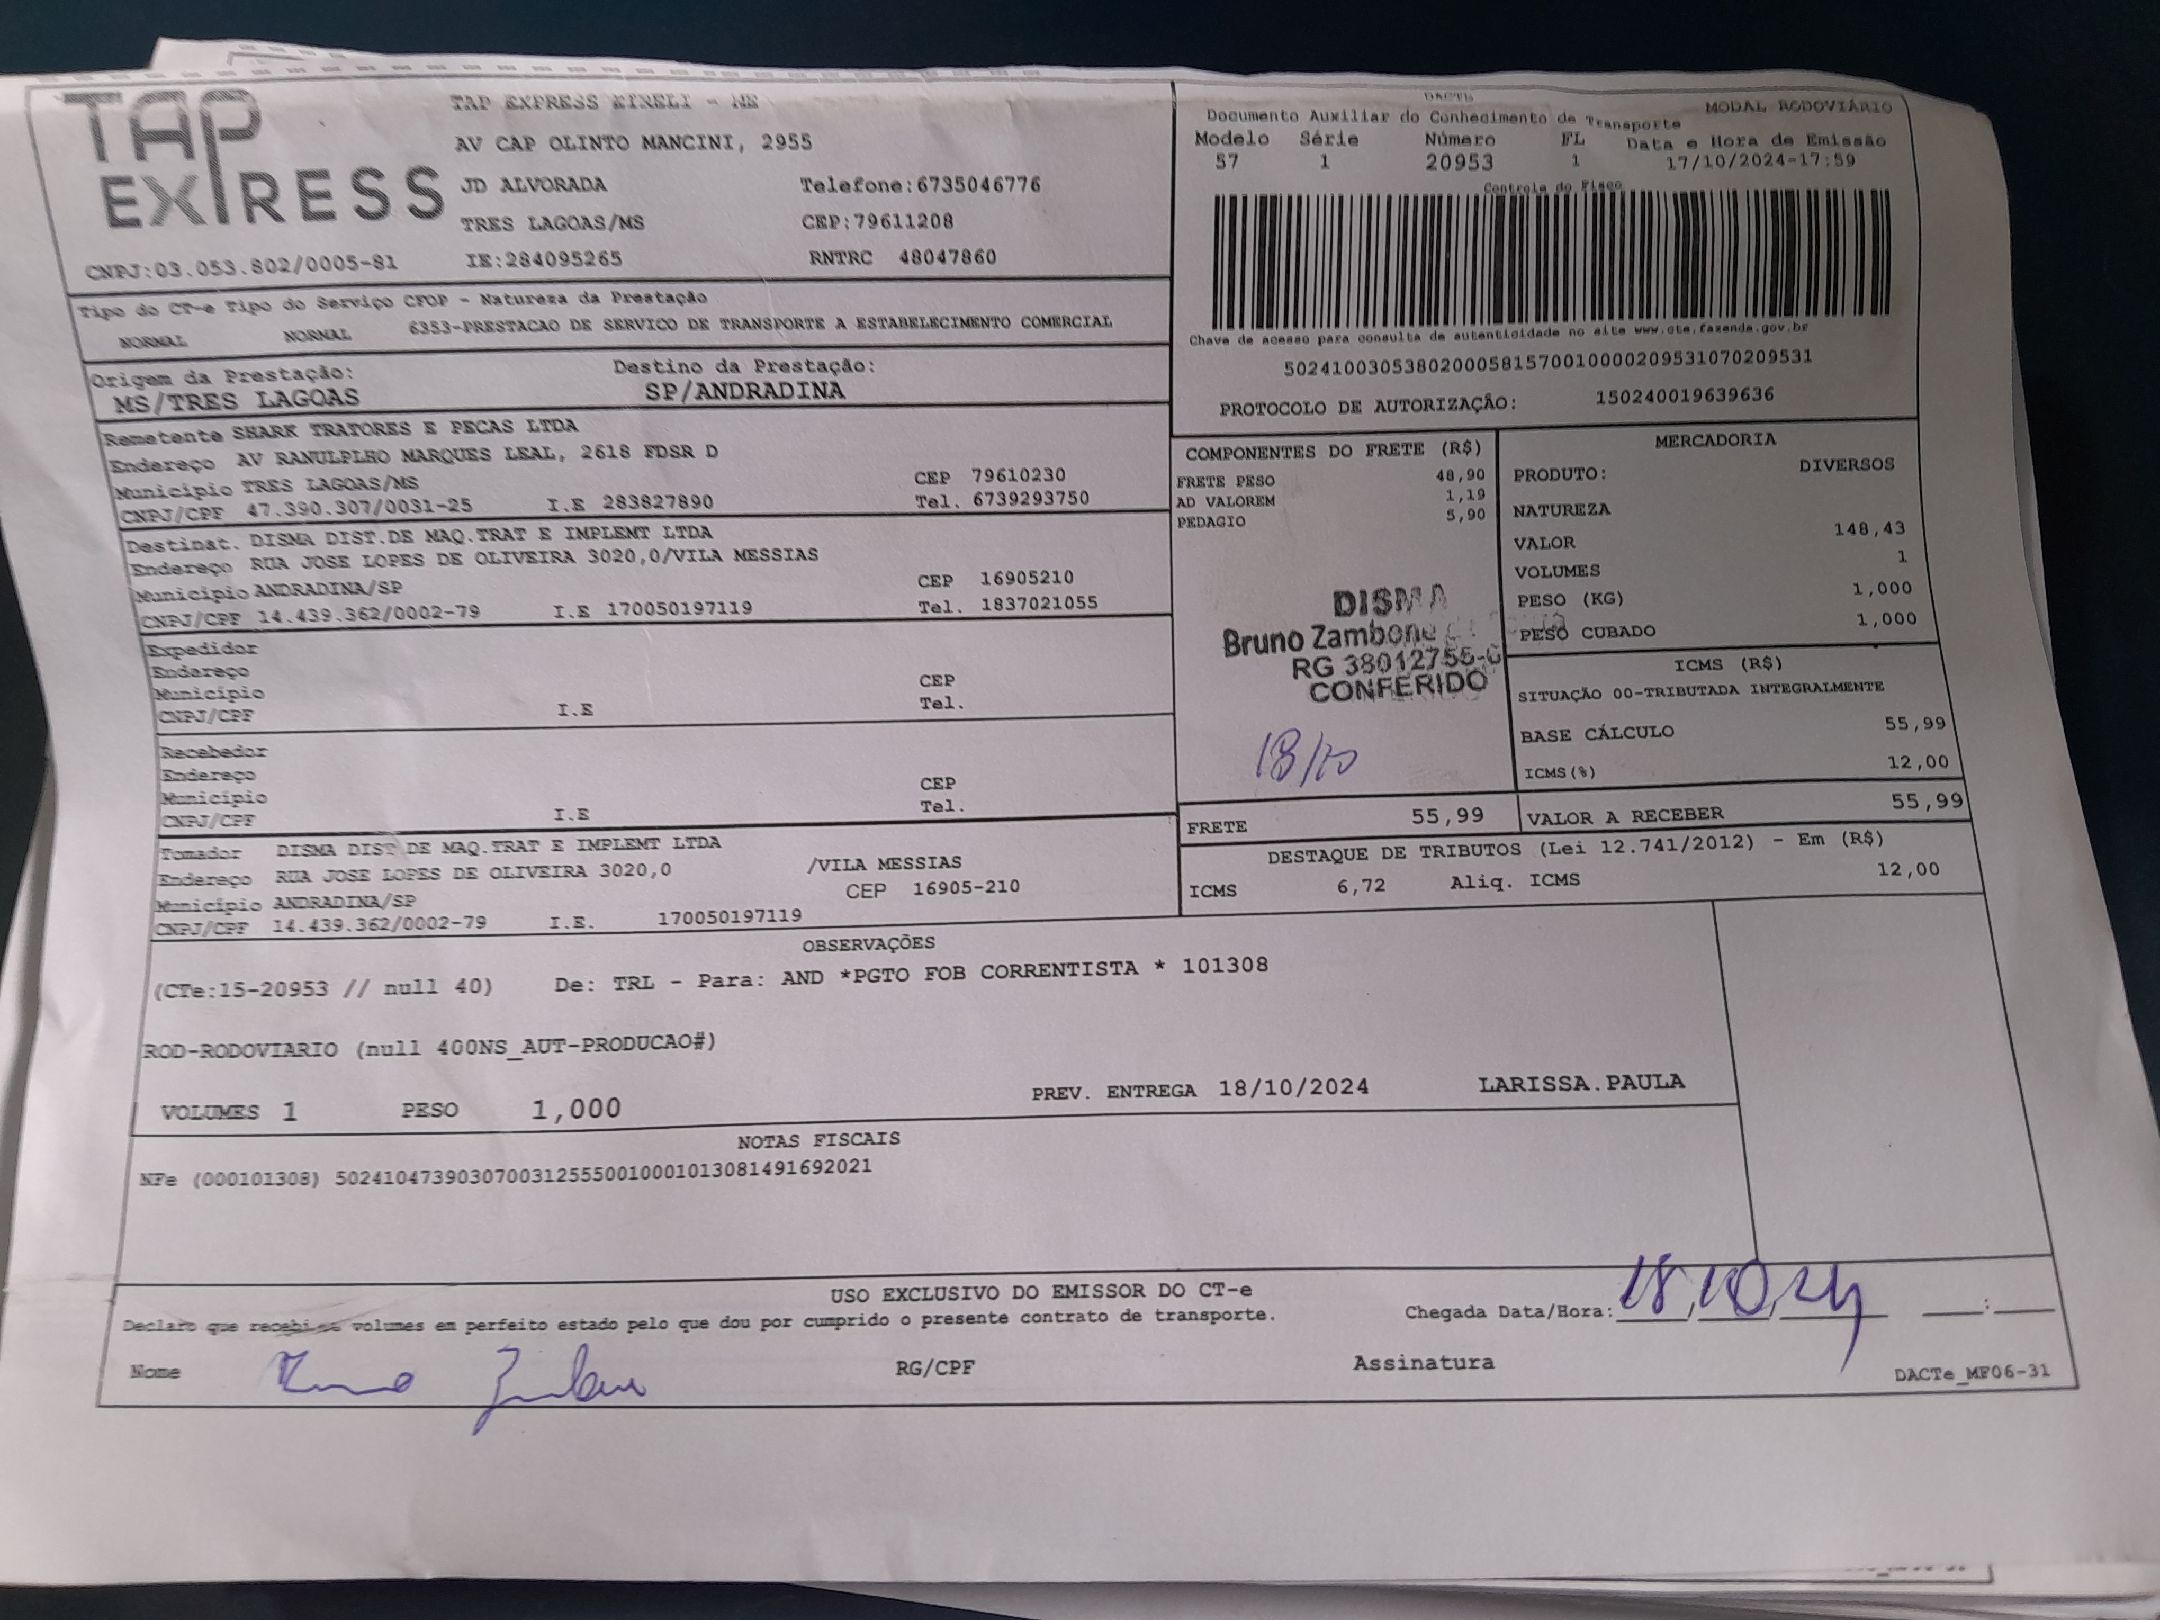 TAP
EXPRESS
TAP EXPRESS EIRELI - ME
AV CAP OLINTO MANCINI, 2955
JD ALVORADA Telefone:6735046776
TRES LAGOAS/MS CEP:79611208
CNPJ:03.053.802/0005-81 IE:284095265 RNTRC 48047860
Tipo do CT-e Tipo do Serviço CFOP - Natureza da Prestação
NORMAL NORMAL 6353-PRESTACAO DE SERVICO DE TRANSPORTE A ESTABELECIMENTO COMERCIAL
Origem da Prestação: Destino da Prestação:
MS/TRES LAGOAS SP/ANDRADINA
Remetente SHARK TRATORES E PECAS LTDA
Endereço AV RANULPLHO MARQUES LEAL, 2618 FDSR D
Município TRES LAGOAS/MS CEP 79610230
CNPJ/CPF 47.390.307/0031-25 I.E 283827890 Tel. 6739293750
Destinat. DISMA DIST.DE MAQ.TRAT E IMPLEMT LTDA
Endereço RUA JOSE LOPES DE OLIVEIRA 3020,0/VILA MESSIAS
Município ANDRADINA/SP CEP 16905210
CNPJ/CPF 14.439.362/0002-79 I.E 170050197119 Tel. 1837021055
Expedidor
Endereço
Município CEP
CNPJ/CPF I.E Tel.
Recebedor
Endereço
Município CEP
CNPJ/CPF I.E Tel.
Tomador DISMA DIST DE MAQ.TRAT E IMPLEMT LTDA
Endereço RUA JOSE LOPES DE OLIVEIRA 3020,0 /VILA MESSIAS
Município ANDRADINA/SP CEP 16905-210
CNPJ/CPF 14.439.362/0002-79 I.E. 170050197119
DACTE
Documento Auxiliar do Conhecimento de Transporte MODAL RODOVIÁRIO
Modelo Série Número FL Data e Hora de Emissão
57 1 20953 1 17/10/2024-17:59
Controle do Fisco
Chave de acesso para consulta de autenticidade no site www.cte.fazenda.gov.br
50241003053802000581570010000209531070209531
PROTOCOLO DE AUTORIZAÇÃO: 150240019639636
COMPONENTES DO FRETE (R$)
FRETE PESO 48,90
AD VALOREM 1,19
PEDAGIO 5,90
DISMA
Bruno Zambone
RG 38012755-
CONFERIDO
18/10
FRETE 55,99
MERCADORIA
PRODUTO: DIVERSOS
NATUREZA
VALOR 148,43
VOLUMES 1
PESO (KG) 1,000
PESO CUBADO 1,000
ICMS (R$)
SITUAÇÃO 00-TRIBUTADA INTEGRALMENTE
BASE CÁLCULO 55,99
ICMS(%) 12,00
VALOR A RECEBER 55,99
DESTAQUE DE TRIBUTOS (Lei 12.741/2012) - Em (R$)
ICMS 6,72 Aliq. ICMS 12,00
OBSERVAÇÕES
(CTe:15-20953 // null 40) De: TRL - Para: AND *PGTO FOB CORRENTISTA * 101308
ROD-RODOVIARIO (null 400NS_AUT-PRODUCAO#)
VOLUMES 1 PESO 1,000 PREV. ENTREGA 18/10/2024 LARISSA.PAULA
NOTAS FISCAIS
NFe (000101308) 50241047390307003125550010001013081491692021
USO EXCLUSIVO DO EMISSOR DO CT-e
Declaro que recebi os volumes em perfeito estado pelo que dou por cumprido o presente contrato de transporte. Chegada Data/Hora: 18,10,24 :
Nome RG/CPF Assinatura DACTe_MF06-31